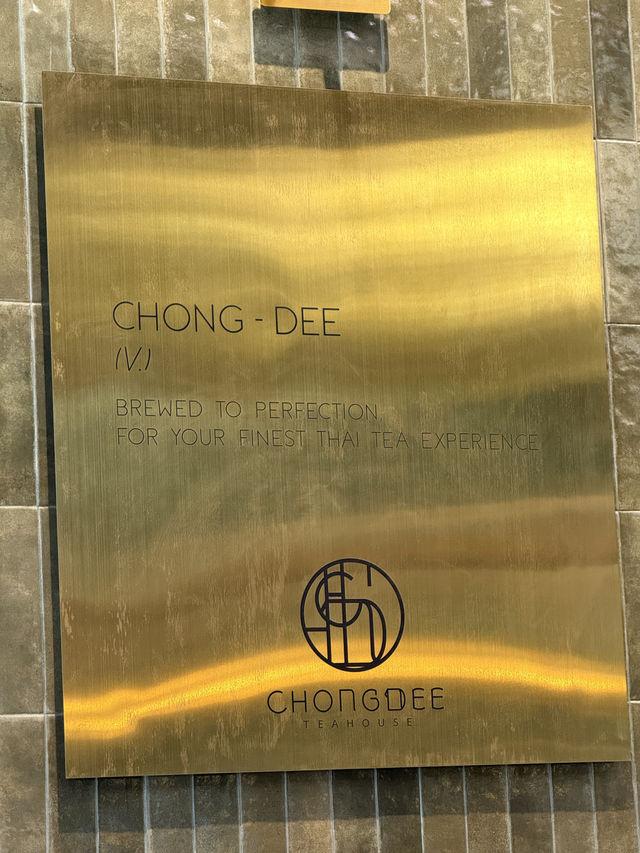 CHONG - DEE
(V.)
BREWED TO PERFECTION,
FOR YOUR FINEST THAI TEA EXPERIENCE
CHONGDEE
TEAHOUSE